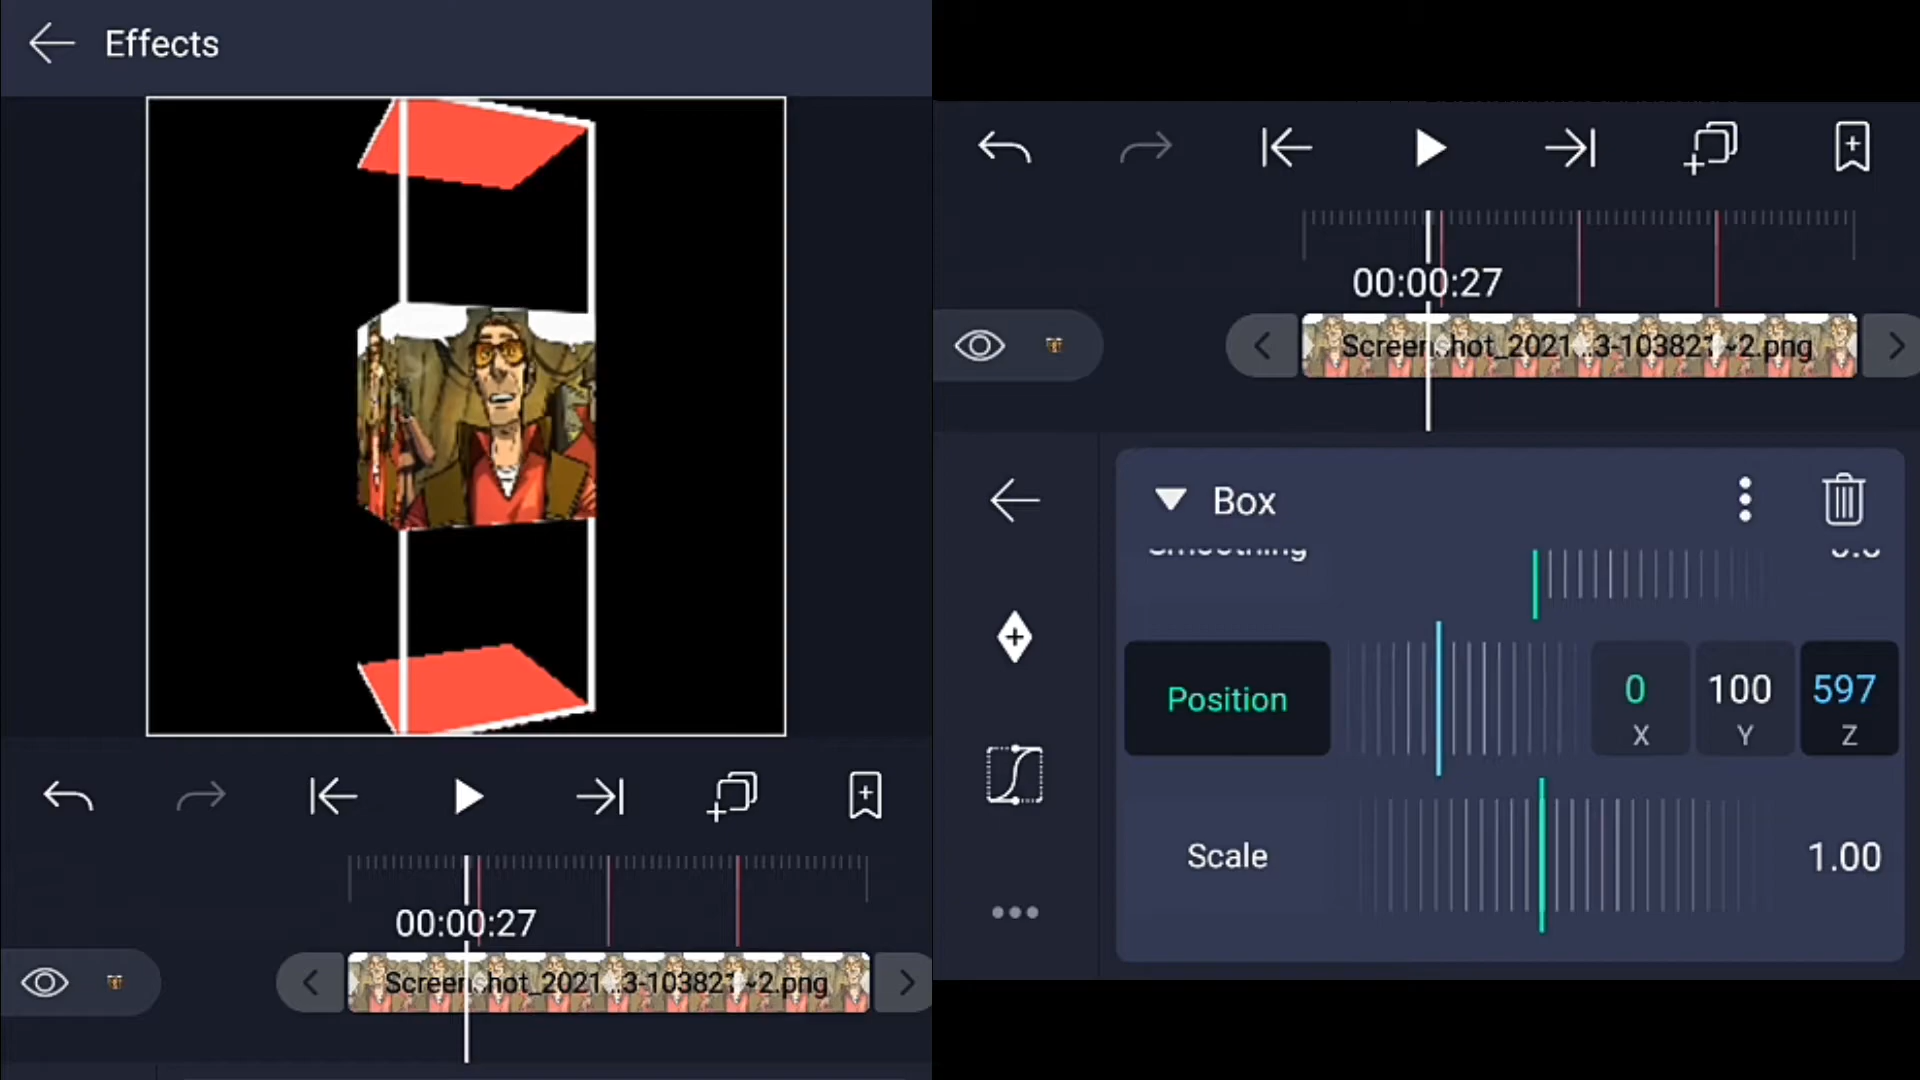 Effects
00:00:27
Screenshot_2021...3-103821~2.png
00:00:27
Screenshot_2021...3-103821~2.png
Box
Smoothing
Position
0
100
597
X
Y
Z
Scale
1.00